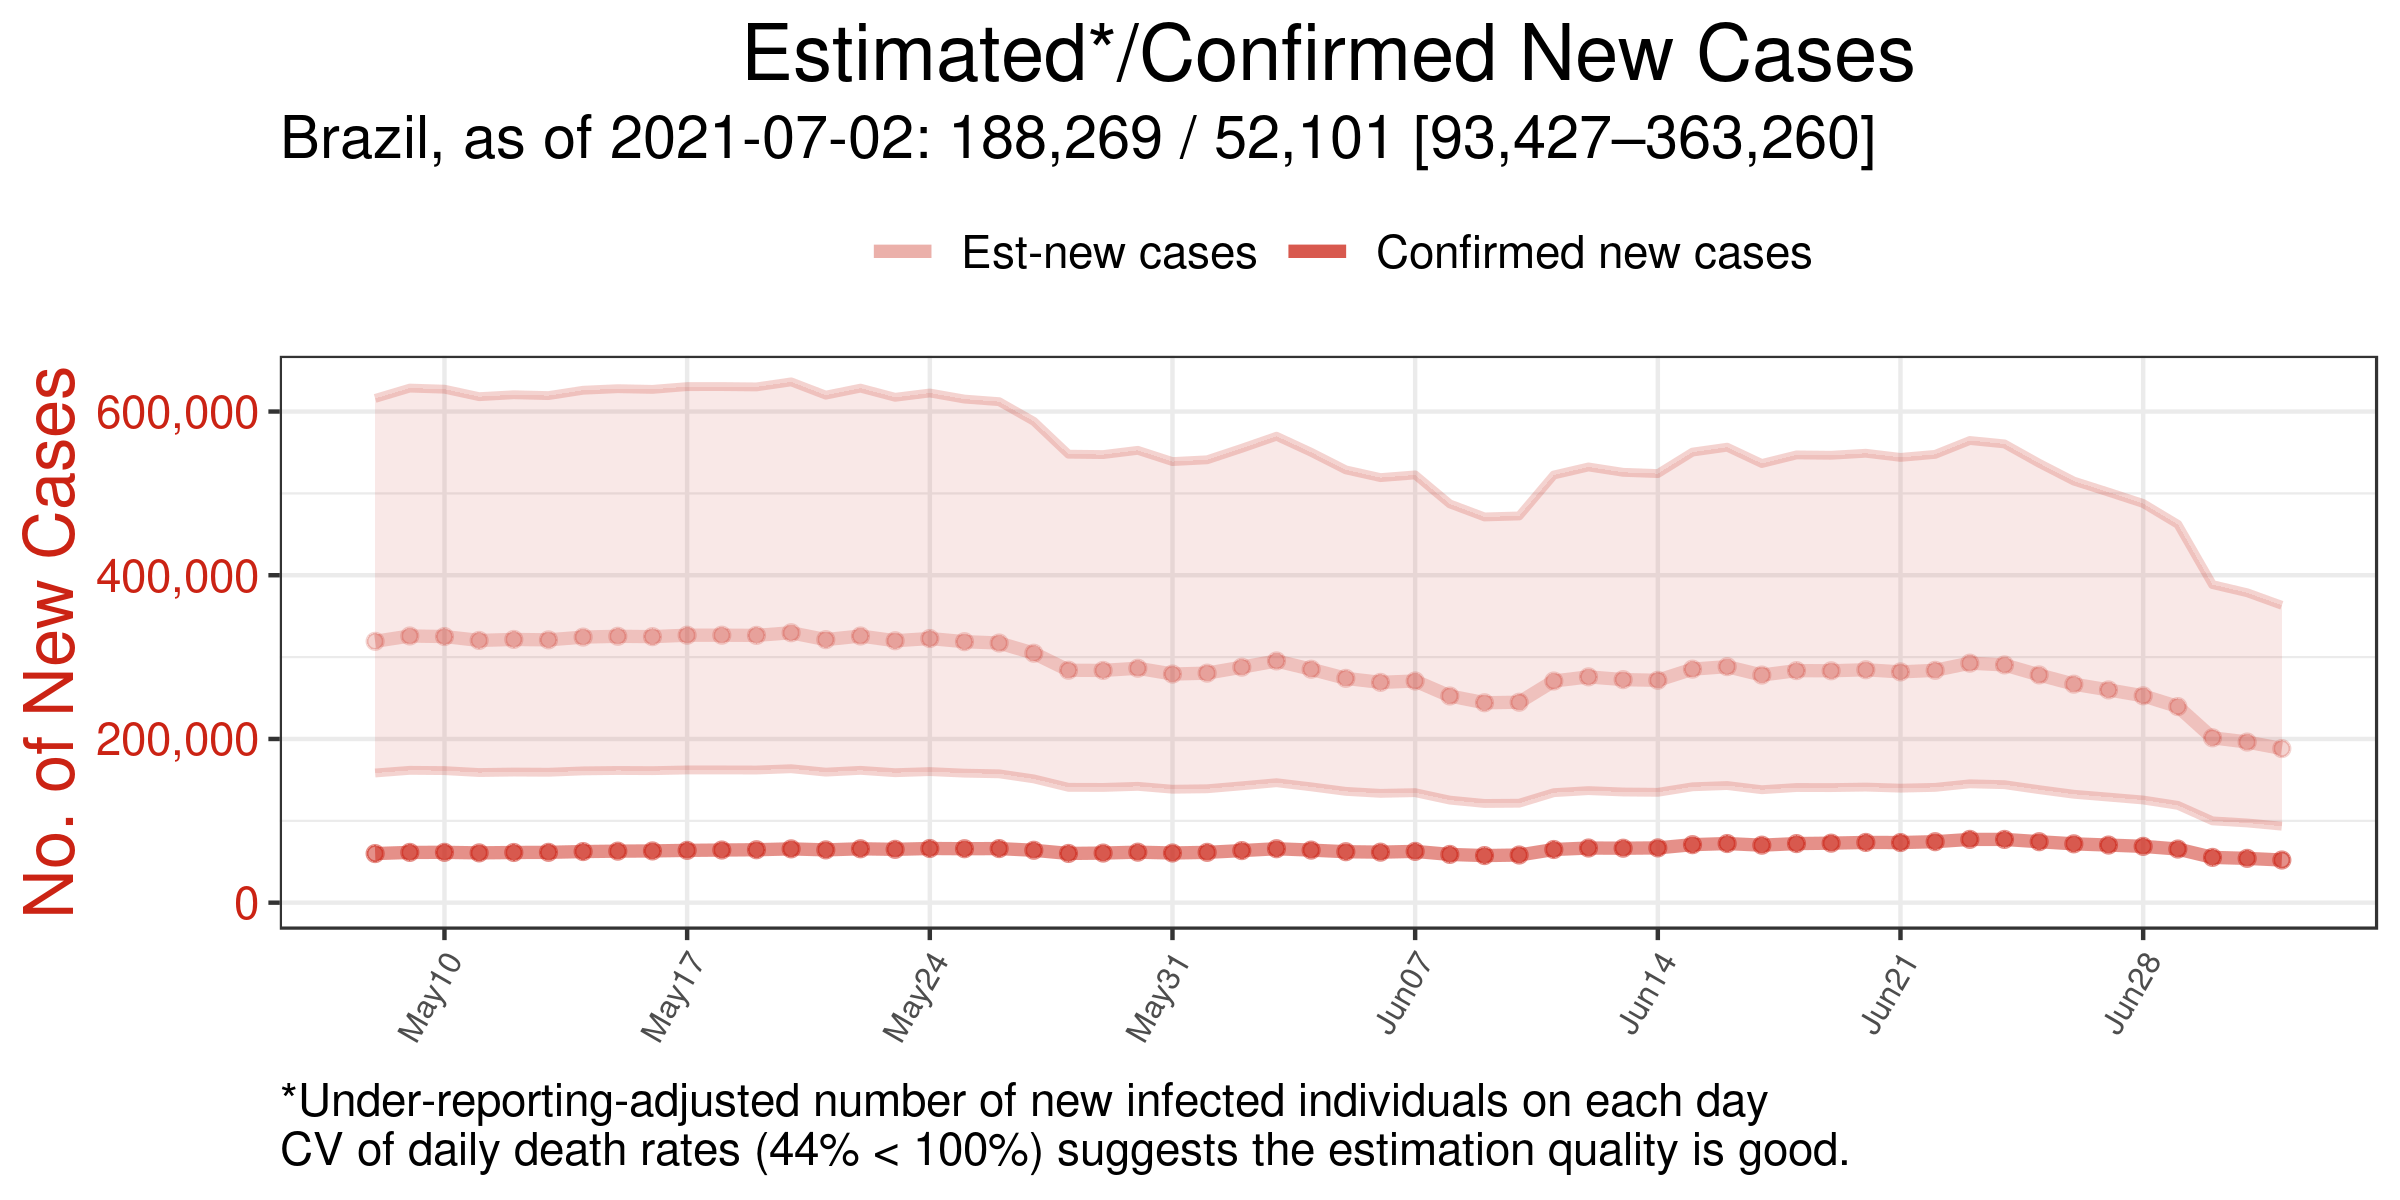 Estimated*/Confirmed New Cases
Brazil, as of 2021-07-02: 188,269 / 52,101 [93,427–363,260]
Est-new cases Confirmed new cases
No. of New Cases
600,000
400,000
200,000
0
May10 May17 May24 May31 Jun07 Jun14 Jun21 Jun28
*Under-reporting-adjusted number of new infected individuals on each day
CV of daily death rates (44% < 100%) suggests the estimation quality is good.